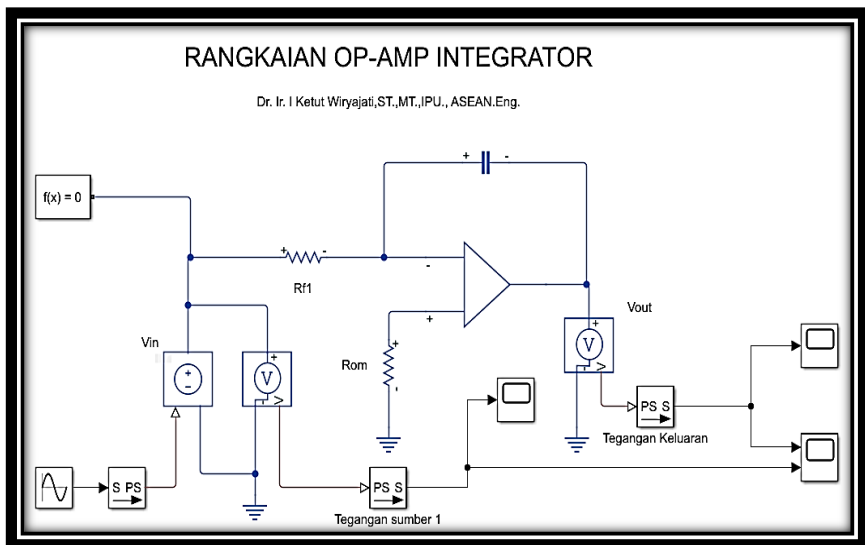 RANGKAIAN OP-AMP INTEGRATOR
Dr. Ir. I Ketut Wiryajati,ST.,MT.,IPU., ASEAN.Eng.
+ -
f(x) = 0
+ -
Rf1
-
+
Vin
+
-
+
V
-
V
Rom
+
-
Vout
+
V
-
V
PS S
Tegangan Keluaran
S PS
PS S
Tegangan sumber 1